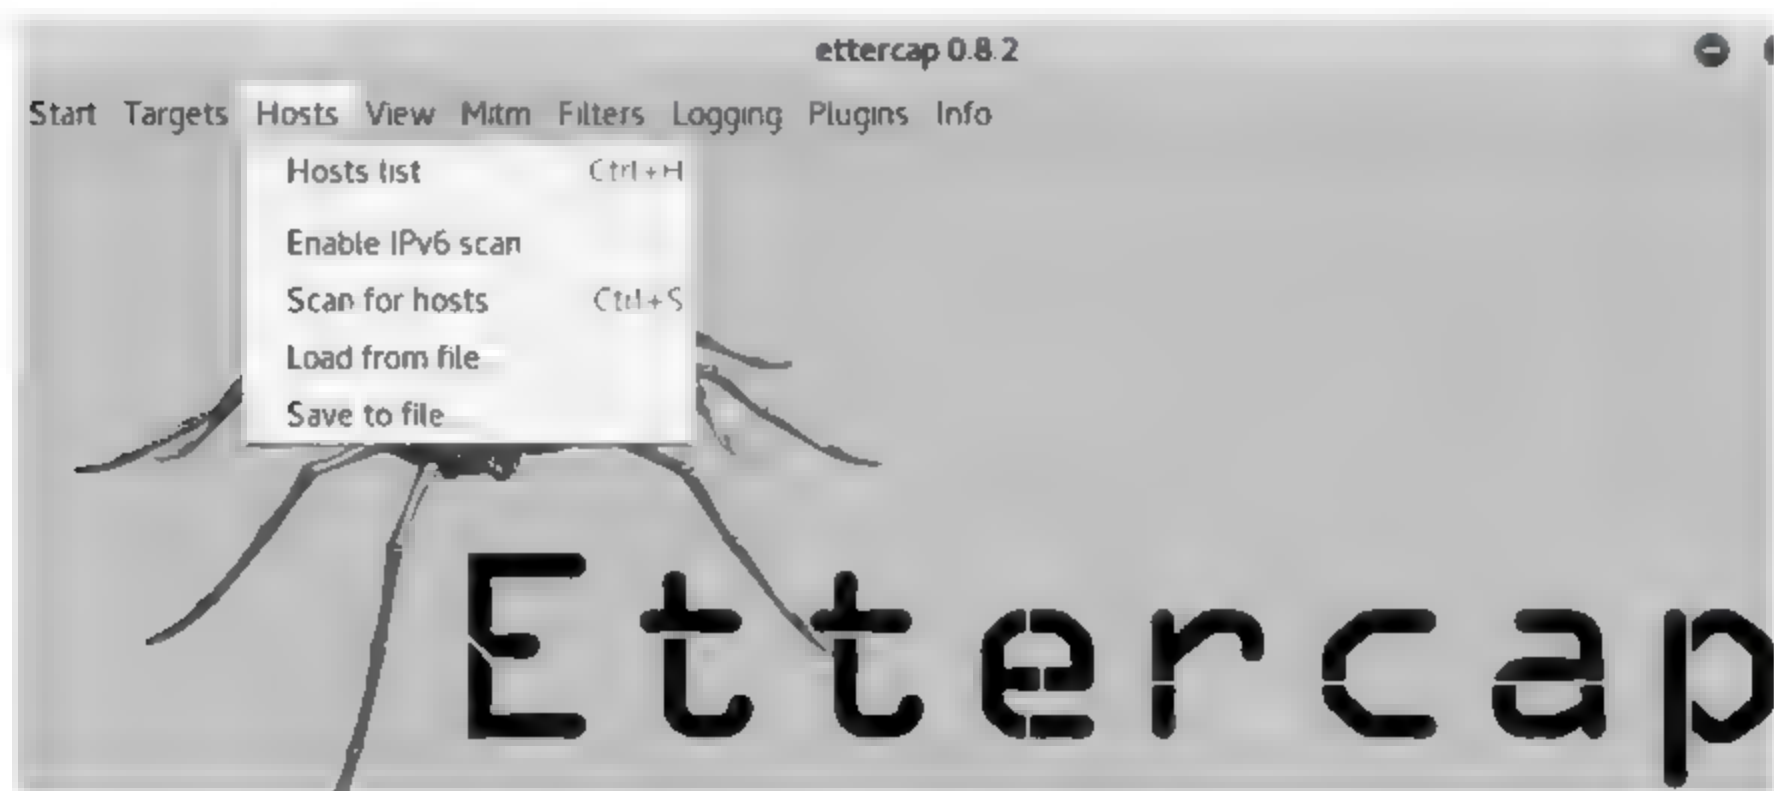 ettercap 0.8.2
Start Targets Hosts View Mitm Filters Logging Plugins Info
Hosts list Ctrl+H
Enable IPv6 scan
Scan for hosts Ctrl+S
Load from file
Save to file
Ettercap